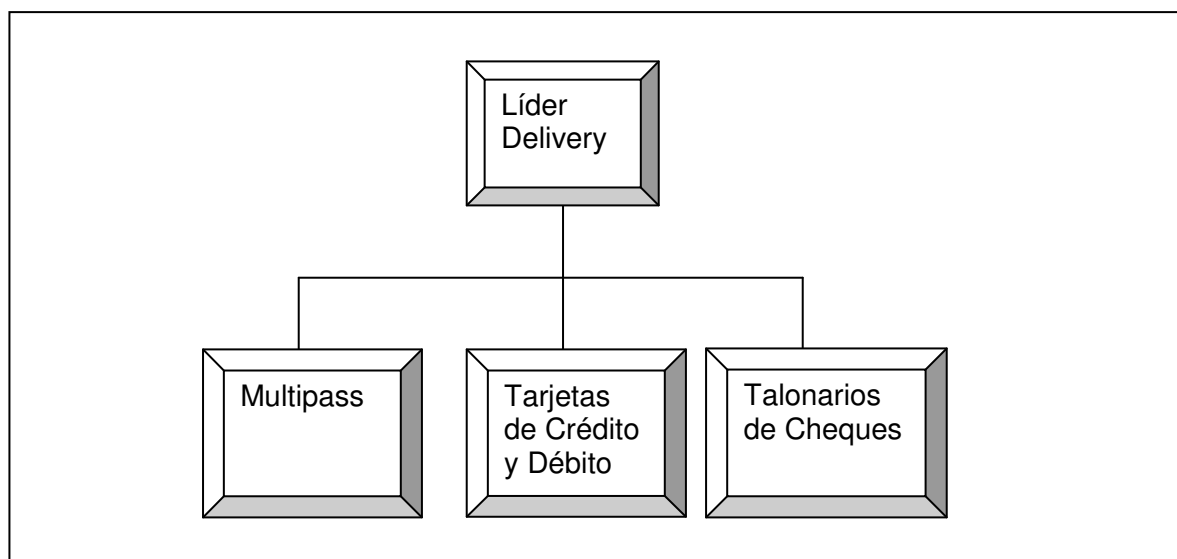 Líder
Delivery
Multipass
Tarjetas
de Crédito
y Débito
Talonarios
de Cheques